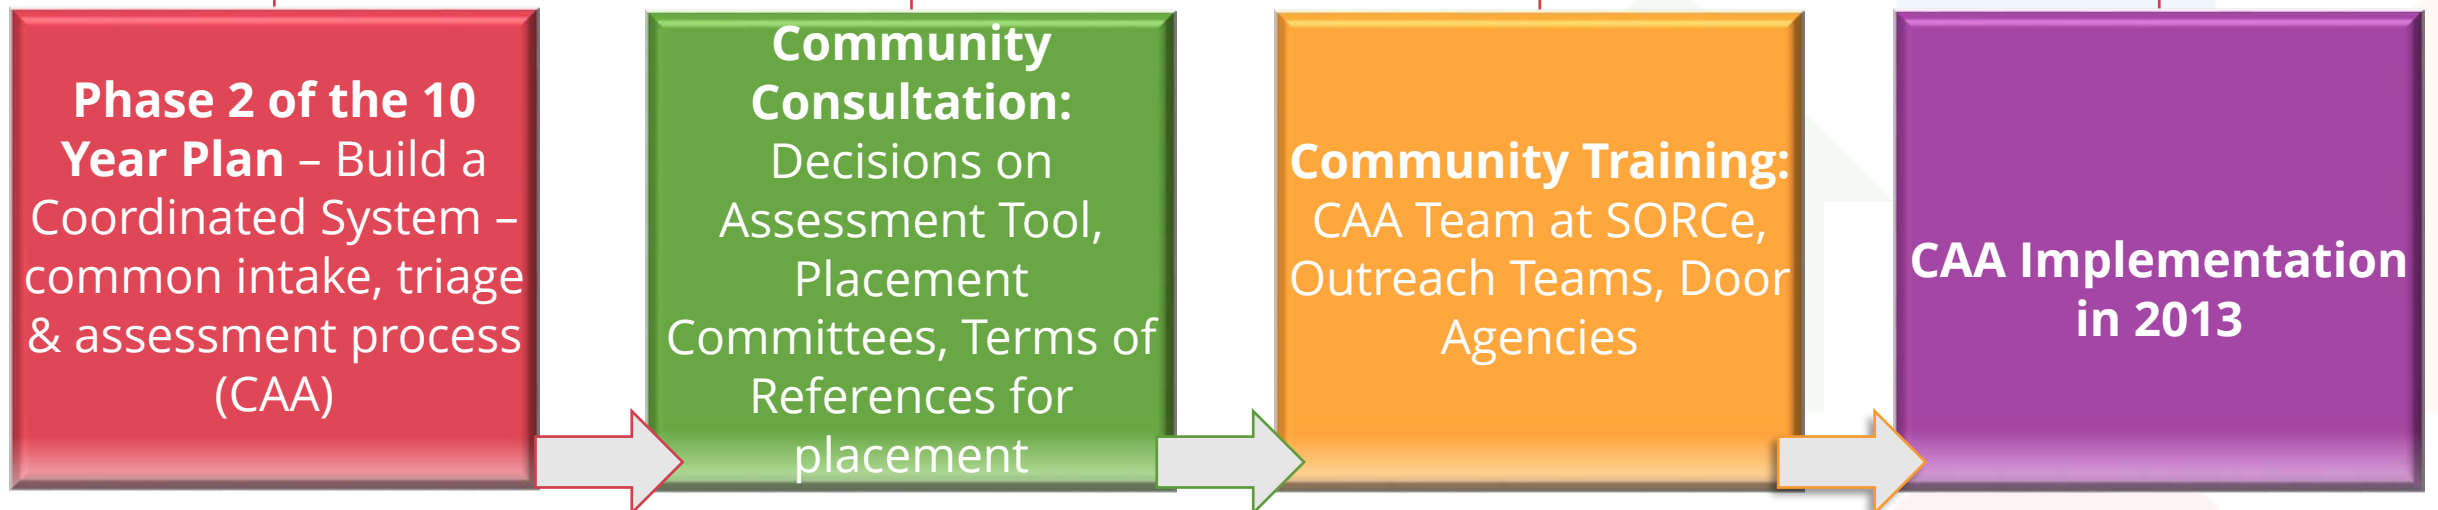 Phase 2 of the 10
Year Plan – Build a
Coordinated System –
common intake, triage
& assessment process
(CAA)
Community
Consultation:
Decisions on
Assessment Tool,
Placement
Committees, Terms of
References for
placement
Community Training:
CAA Team at SORCe,
Outreach Teams, Door
Agencies
CAA Implementation
in 2013